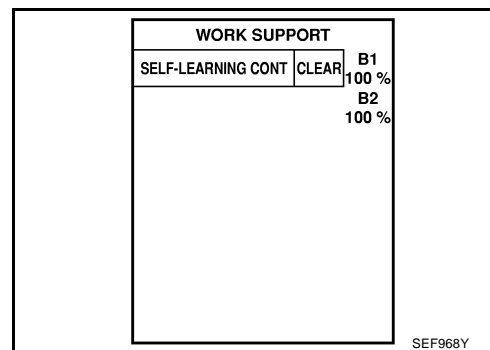 WORK SUPPORT
SELF-LEARNING CONT CLEAR B1
100 %
B2
100 %
SEF968Y